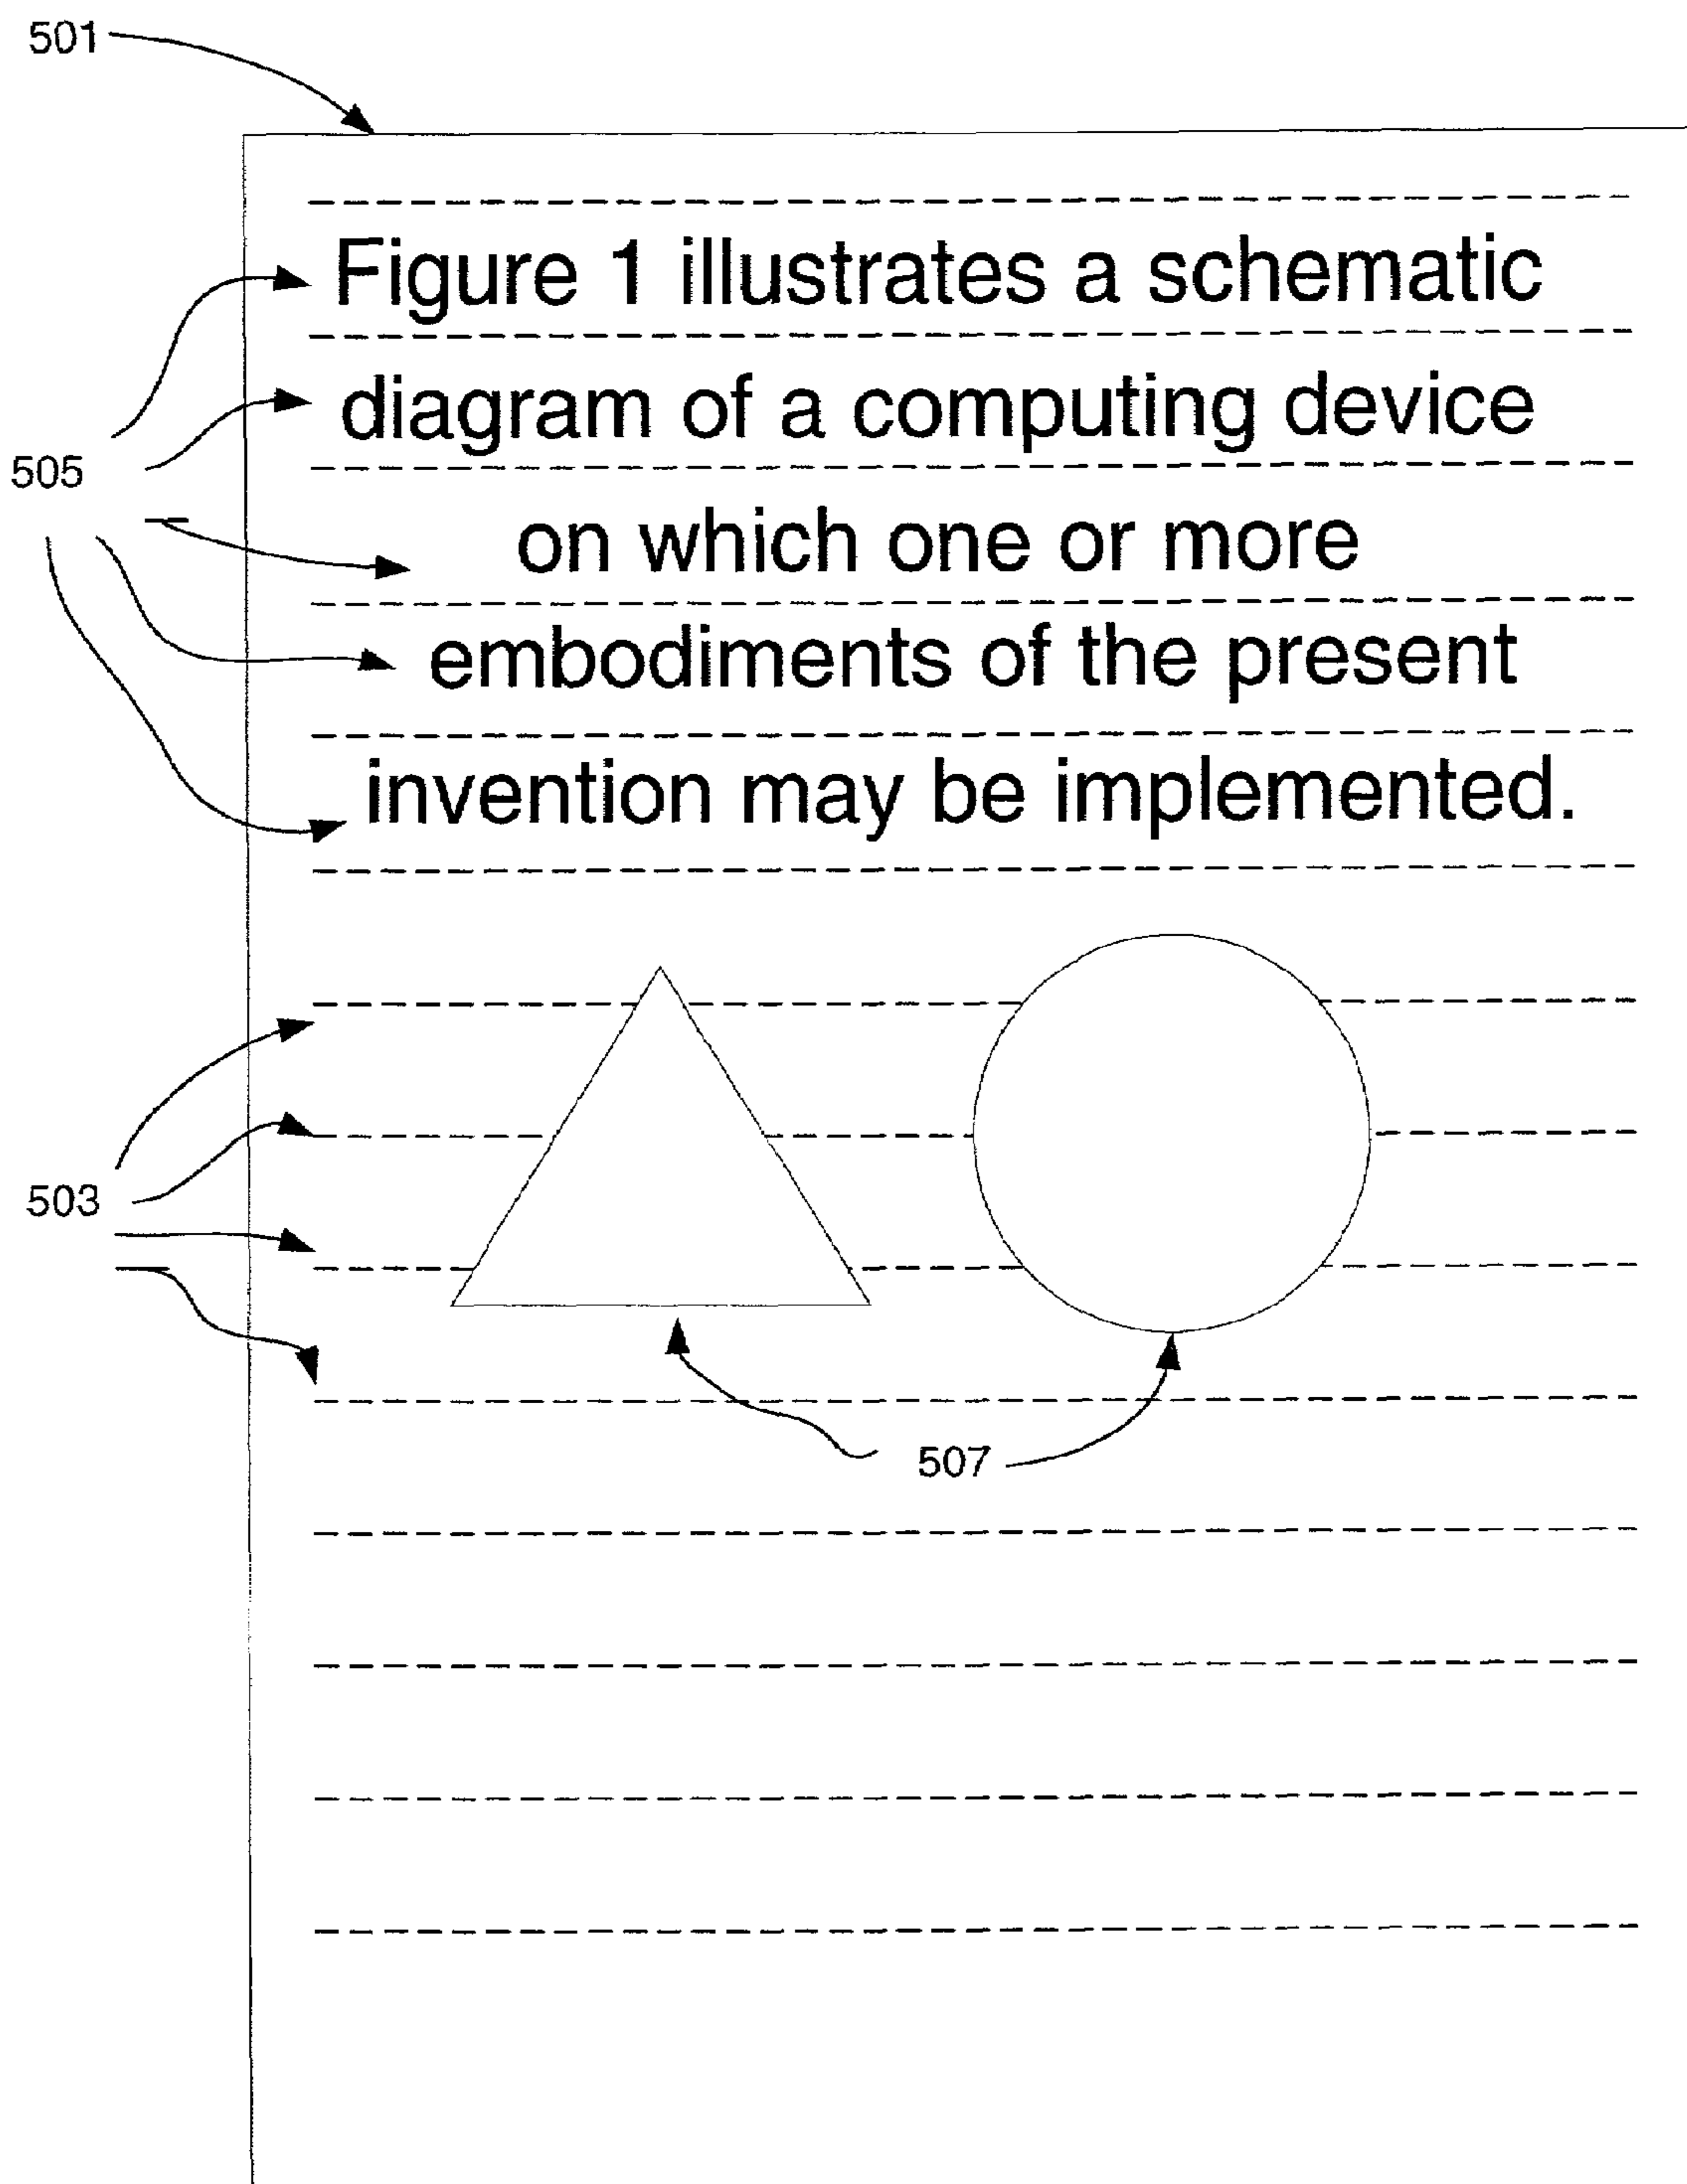 501
Figure 1 illustrates a schematic
diagram of a computing device
505
on which one or more
embodiments of the present
invention may be implemented.
503
507